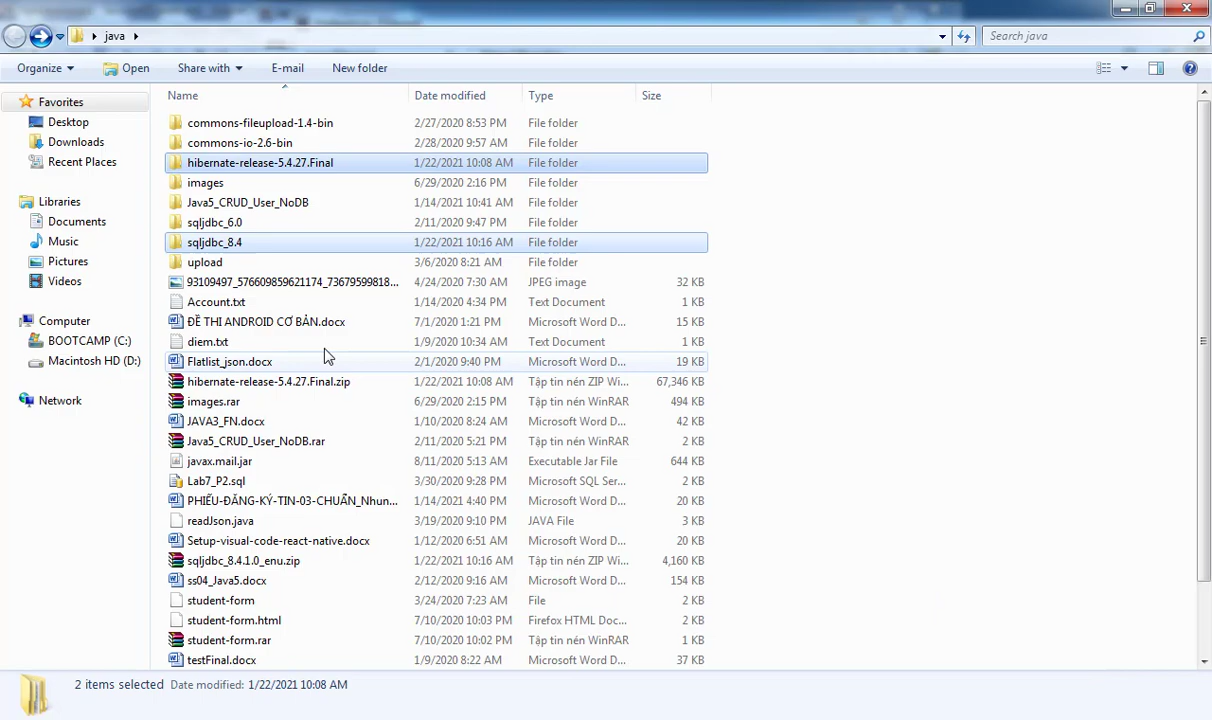 java
Search java
Organize Open Share with E-mail New folder
Name Date modified Type Size
Favorites
Desktop
Downloads
Recent Places
Libraries
Documents
Music
Pictures
Videos
Computer
BOOTCAMP (C:)
Macintosh HD (D:)
Network
commons-fileupload-1.4-bin 2/27/2020 8:53 PM File folder
commons-io-2.6-bin 2/28/2020 9:57 AM File folder
hibernate-release-5.4.27.Final 1/22/2021 10:08 AM File folder
images 6/29/2020 2:16 PM File folder
Java5_CRUD_User_NoDB 1/14/2021 10:41 AM File folder
sqljdbc_6.0 2/11/2020 9:47 PM File folder
sqljdbc_8.4 1/22/2021 10:16 AM File folder
upload 3/6/2020 8:21 AM File folder
93109497_576609859621174_73679599818... 4/24/2020 7:30 AM JPEG image 32 KB
Account.txt 1/14/2020 4:34 PM Text Document 1 KB
ĐỀ THI ANDROID CƠ BẢN.docx 7/1/2020 1:21 PM Microsoft Word D... 15 KB
diem.txt 1/9/2020 10:34 AM Text Document 1 KB
Flatlist_json.docx 2/1/2020 9:40 PM Microsoft Word D... 19 KB
hibernate-release-5.4.27.Final.zip 1/22/2021 10:08 AM Tập tin nén ZIP Wi... 67,346 KB
images.rar 6/29/2020 2:15 PM Tập tin nén WinRAR 494 KB
JAVA3_FN.docx 1/10/2020 8:24 AM Microsoft Word D... 42 KB
Java5_CRUD_User_NoDB.rar 2/11/2020 5:21 PM Tập tin nén WinRAR 2 KB
javax.mail.jar 8/11/2020 5:13 AM Executable Jar File 644 KB
Lab7_P2.sql 3/30/2020 9:28 PM Microsoft SQL Ser... 2 KB
PHIẾU-ĐĂNG-KÝ-TIN-03-CHUẨN_Nhun... 1/14/2021 4:40 PM Microsoft Word D... 20 KB
readJson.java 3/19/2020 9:10 PM JAVA File 3 KB
Setup-visual-code-react-native.docx 1/12/2020 6:51 AM Microsoft Word D... 20 KB
sqljdbc_8.4.1.0_enu.zip 1/22/2021 10:16 AM Tập tin nén ZIP Wi... 4,160 KB
ss04_Java5.docx 2/12/2020 9:16 AM Microsoft Word D... 154 KB
student-form 3/24/2020 7:23 AM File 2 KB
student-form.html 7/10/2020 10:03 PM Firefox HTML Doc... 2 KB
student-form.rar 7/10/2020 10:02 PM Tập tin nén WinRAR 1 KB
testFinal.docx 1/9/2020 8:22 AM Microsoft Word D... 37 KB
2 items selected Date modified: 1/22/2021 10:08 AM